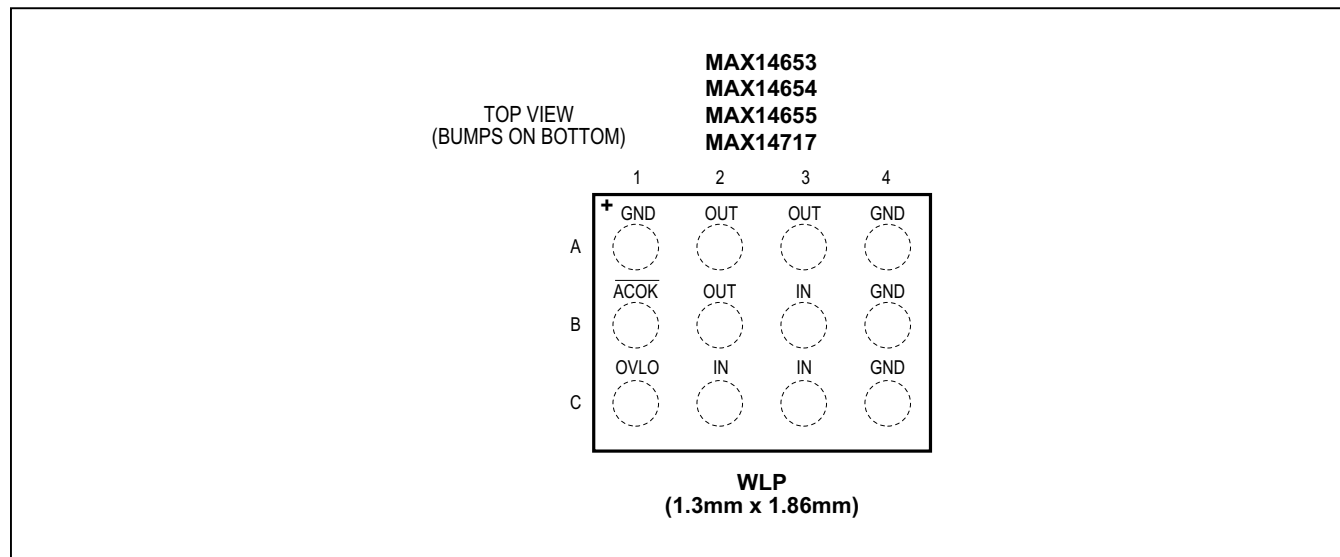 MAX14653
MAX14654
MAX14655
MAX14717
TOP VIEW
(BUMPS ON BOTTOM)
1 2 3 4
+ GND OUT OUT GND
A
A̅C̅O̅K̅ OUT IN GND
B
OVLO IN IN GND
C
WLP
(1.3mm x 1.86mm)